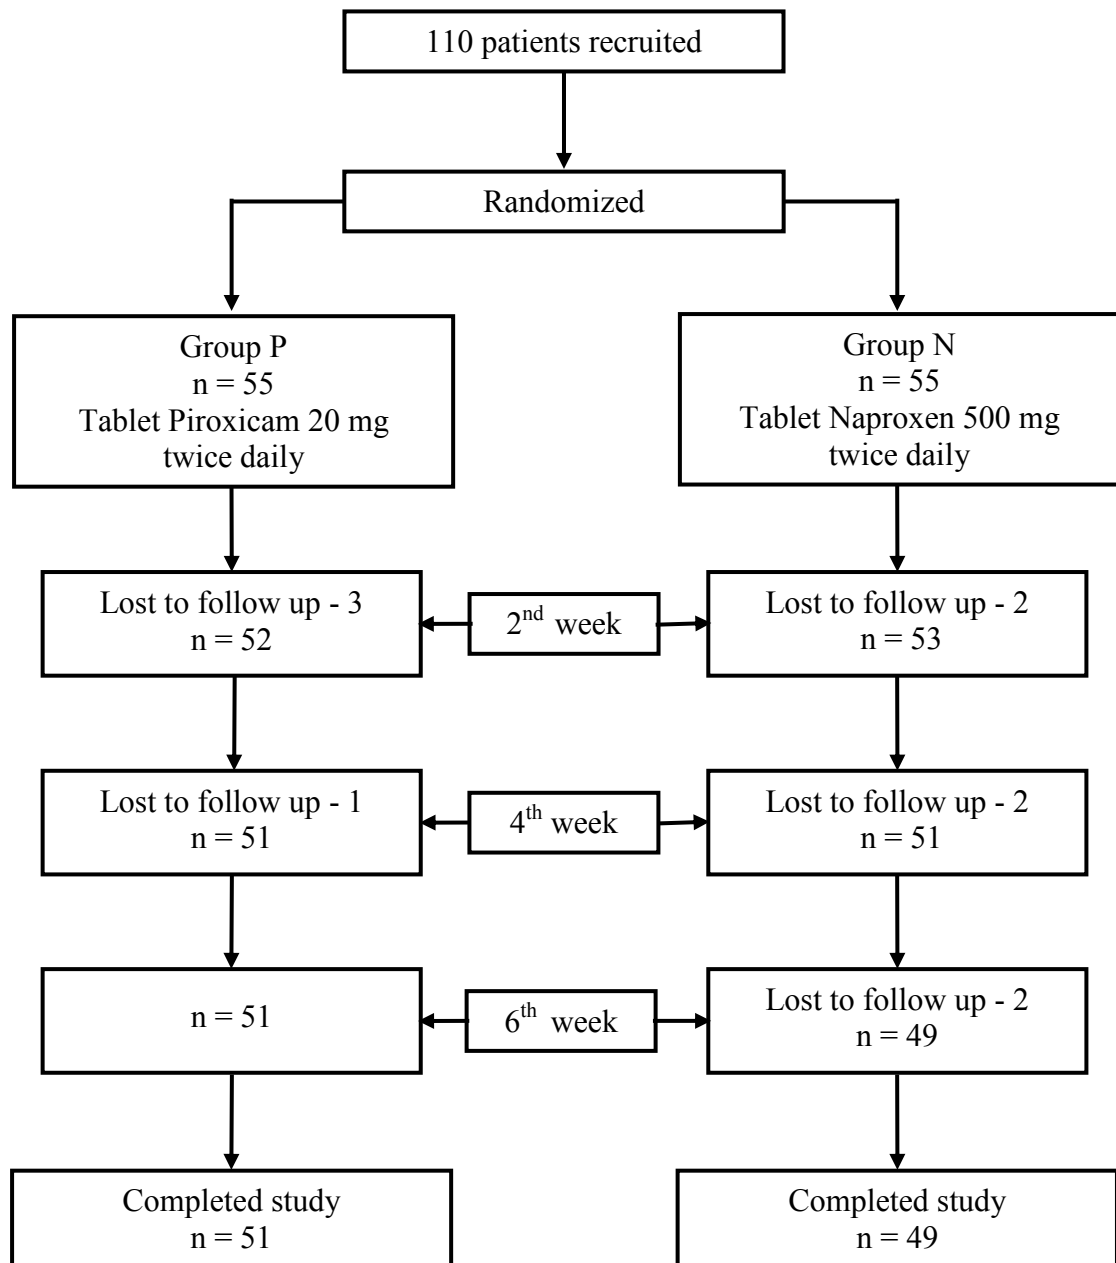 110 patients recruited
Randomized
Group P
n = 55
Tablet Piroxicam 20 mg
twice daily
Group N
n = 55
Tablet Naproxen 500 mg
twice daily
Lost to follow up - 3
n = 52
2nd week
Lost to follow up - 2
n = 53
Lost to follow up - 1
n = 51
4th week
Lost to follow up - 2
n = 51
n = 51
6th week
Lost to follow up - 2
n = 49
Completed study
n = 51
Completed study
n = 49